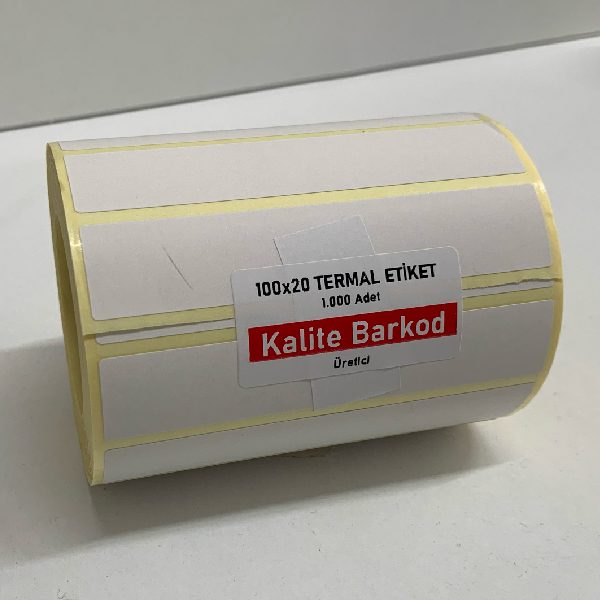 100x20 TERMAL ETİKET
1.000 Adet
Kalite Barkod
Üretici